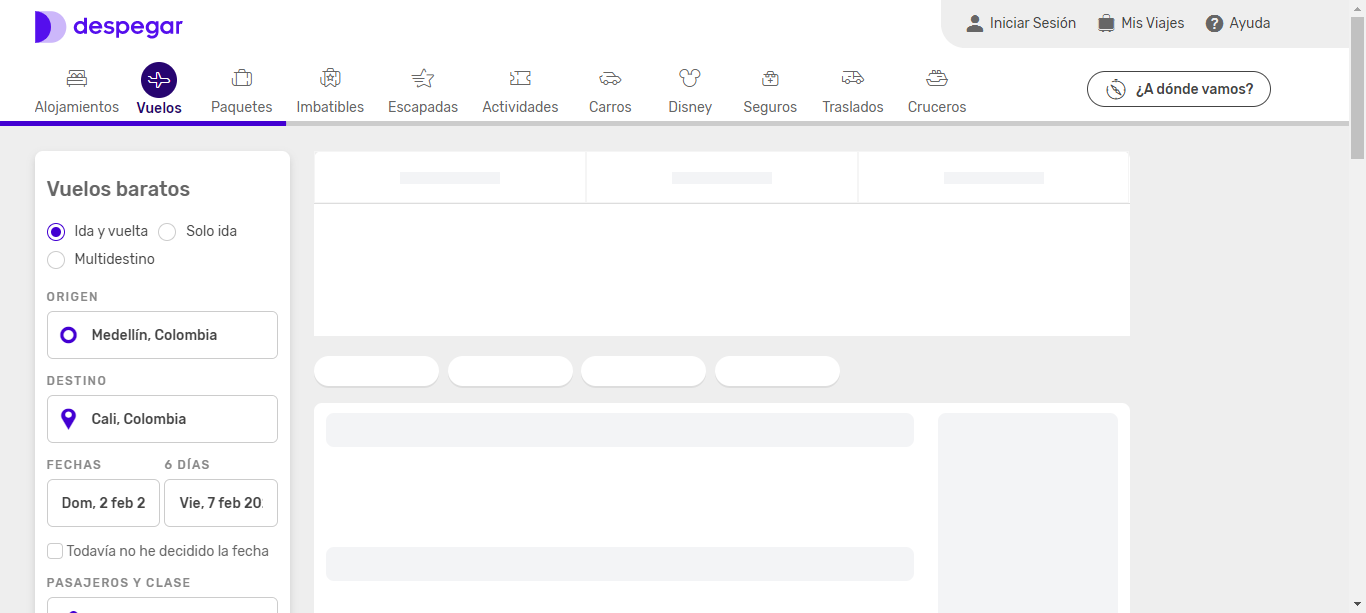 despegar
Iniciar Sesión
Mis Viajes
Ayuda
Alojamientos
Vuelos
Paquetes
Imbatibles
Escapadas
Actividades
Carros
Disney
Seguros
Traslados
Cruceros
¿A dónde vamos?
Vuelos baratos
Ida y vuelta
Solo ida
Multidestino
ORIGEN
Medellín, Colombia
DESTINO
Cali, Colombia
FECHAS
6 DÍAS
Dom, 2 feb 2
Vie, 7 feb 20
Todavía no he decidido la fecha
PASAJEROS Y CLASE